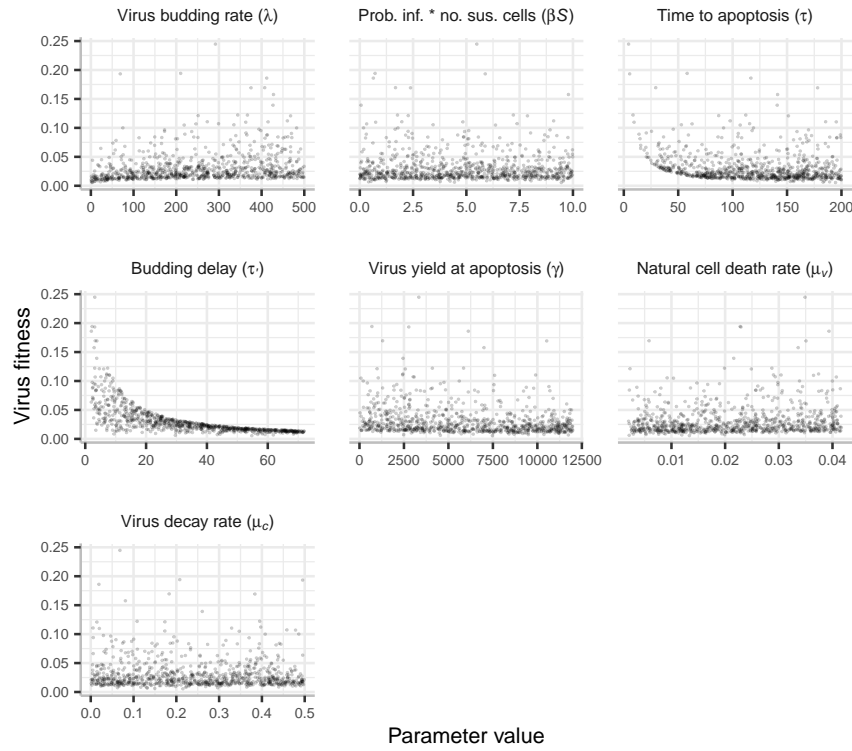 Virus budding rate (λ) Prob. inf. * no. sus. cells (βS) Time to apoptosis (τ)
0.25
0.20
0.15
0.10
0.05
0.00
0 100 200 300 400 500 0.0 2.5 5.0 7.5 10.0 0 50 100 150 200
Budding delay (τ′) Virus yield at apoptosis (γ) Natural cell death rate (μᵥ)
0.25
0.20
0.15
0.10
0.05
0.00
0 20 40 60 0 2500 5000 7500 10000 12500 0.01 0.02 0.03 0.04
Virus fitness
Virus decay rate (μ꜀)
0.25
0.20
0.15
0.10
0.05
0.00
0.0 0.1 0.2 0.3 0.4 0.5
Parameter value